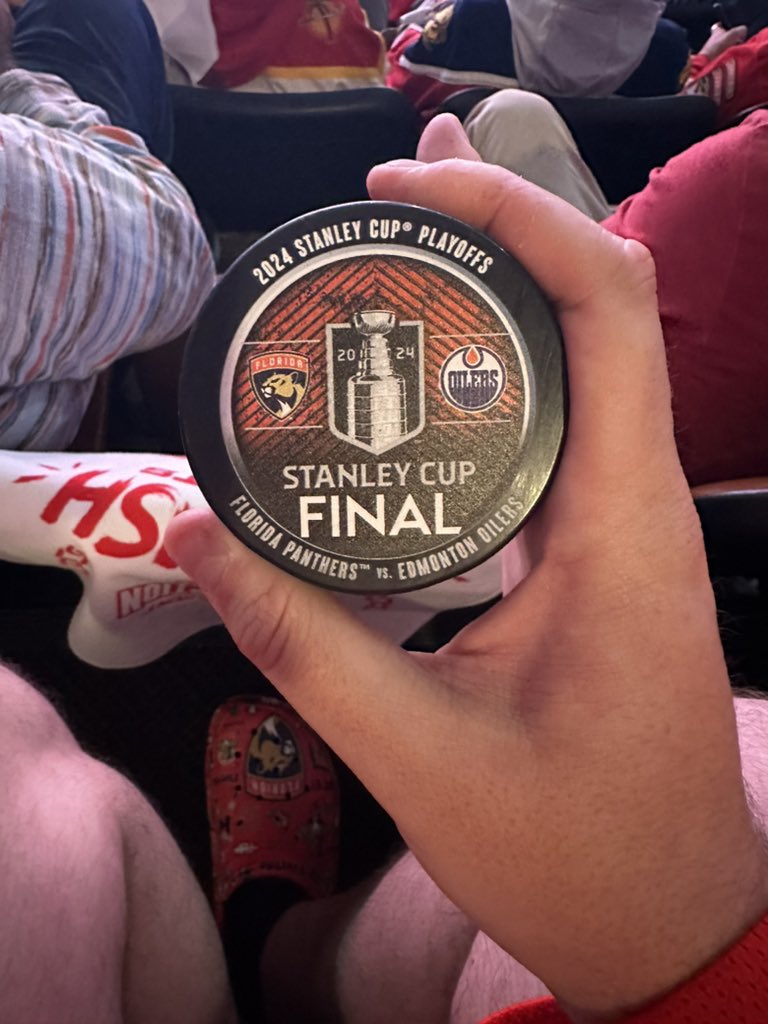 2024 STANLEY CUP® PLAYOFFS
20 24
FLORIDA
OILERS
STANLEY CUP
FINAL
FLORIDA PANTHERS™ VS. EDMONTON OILERS